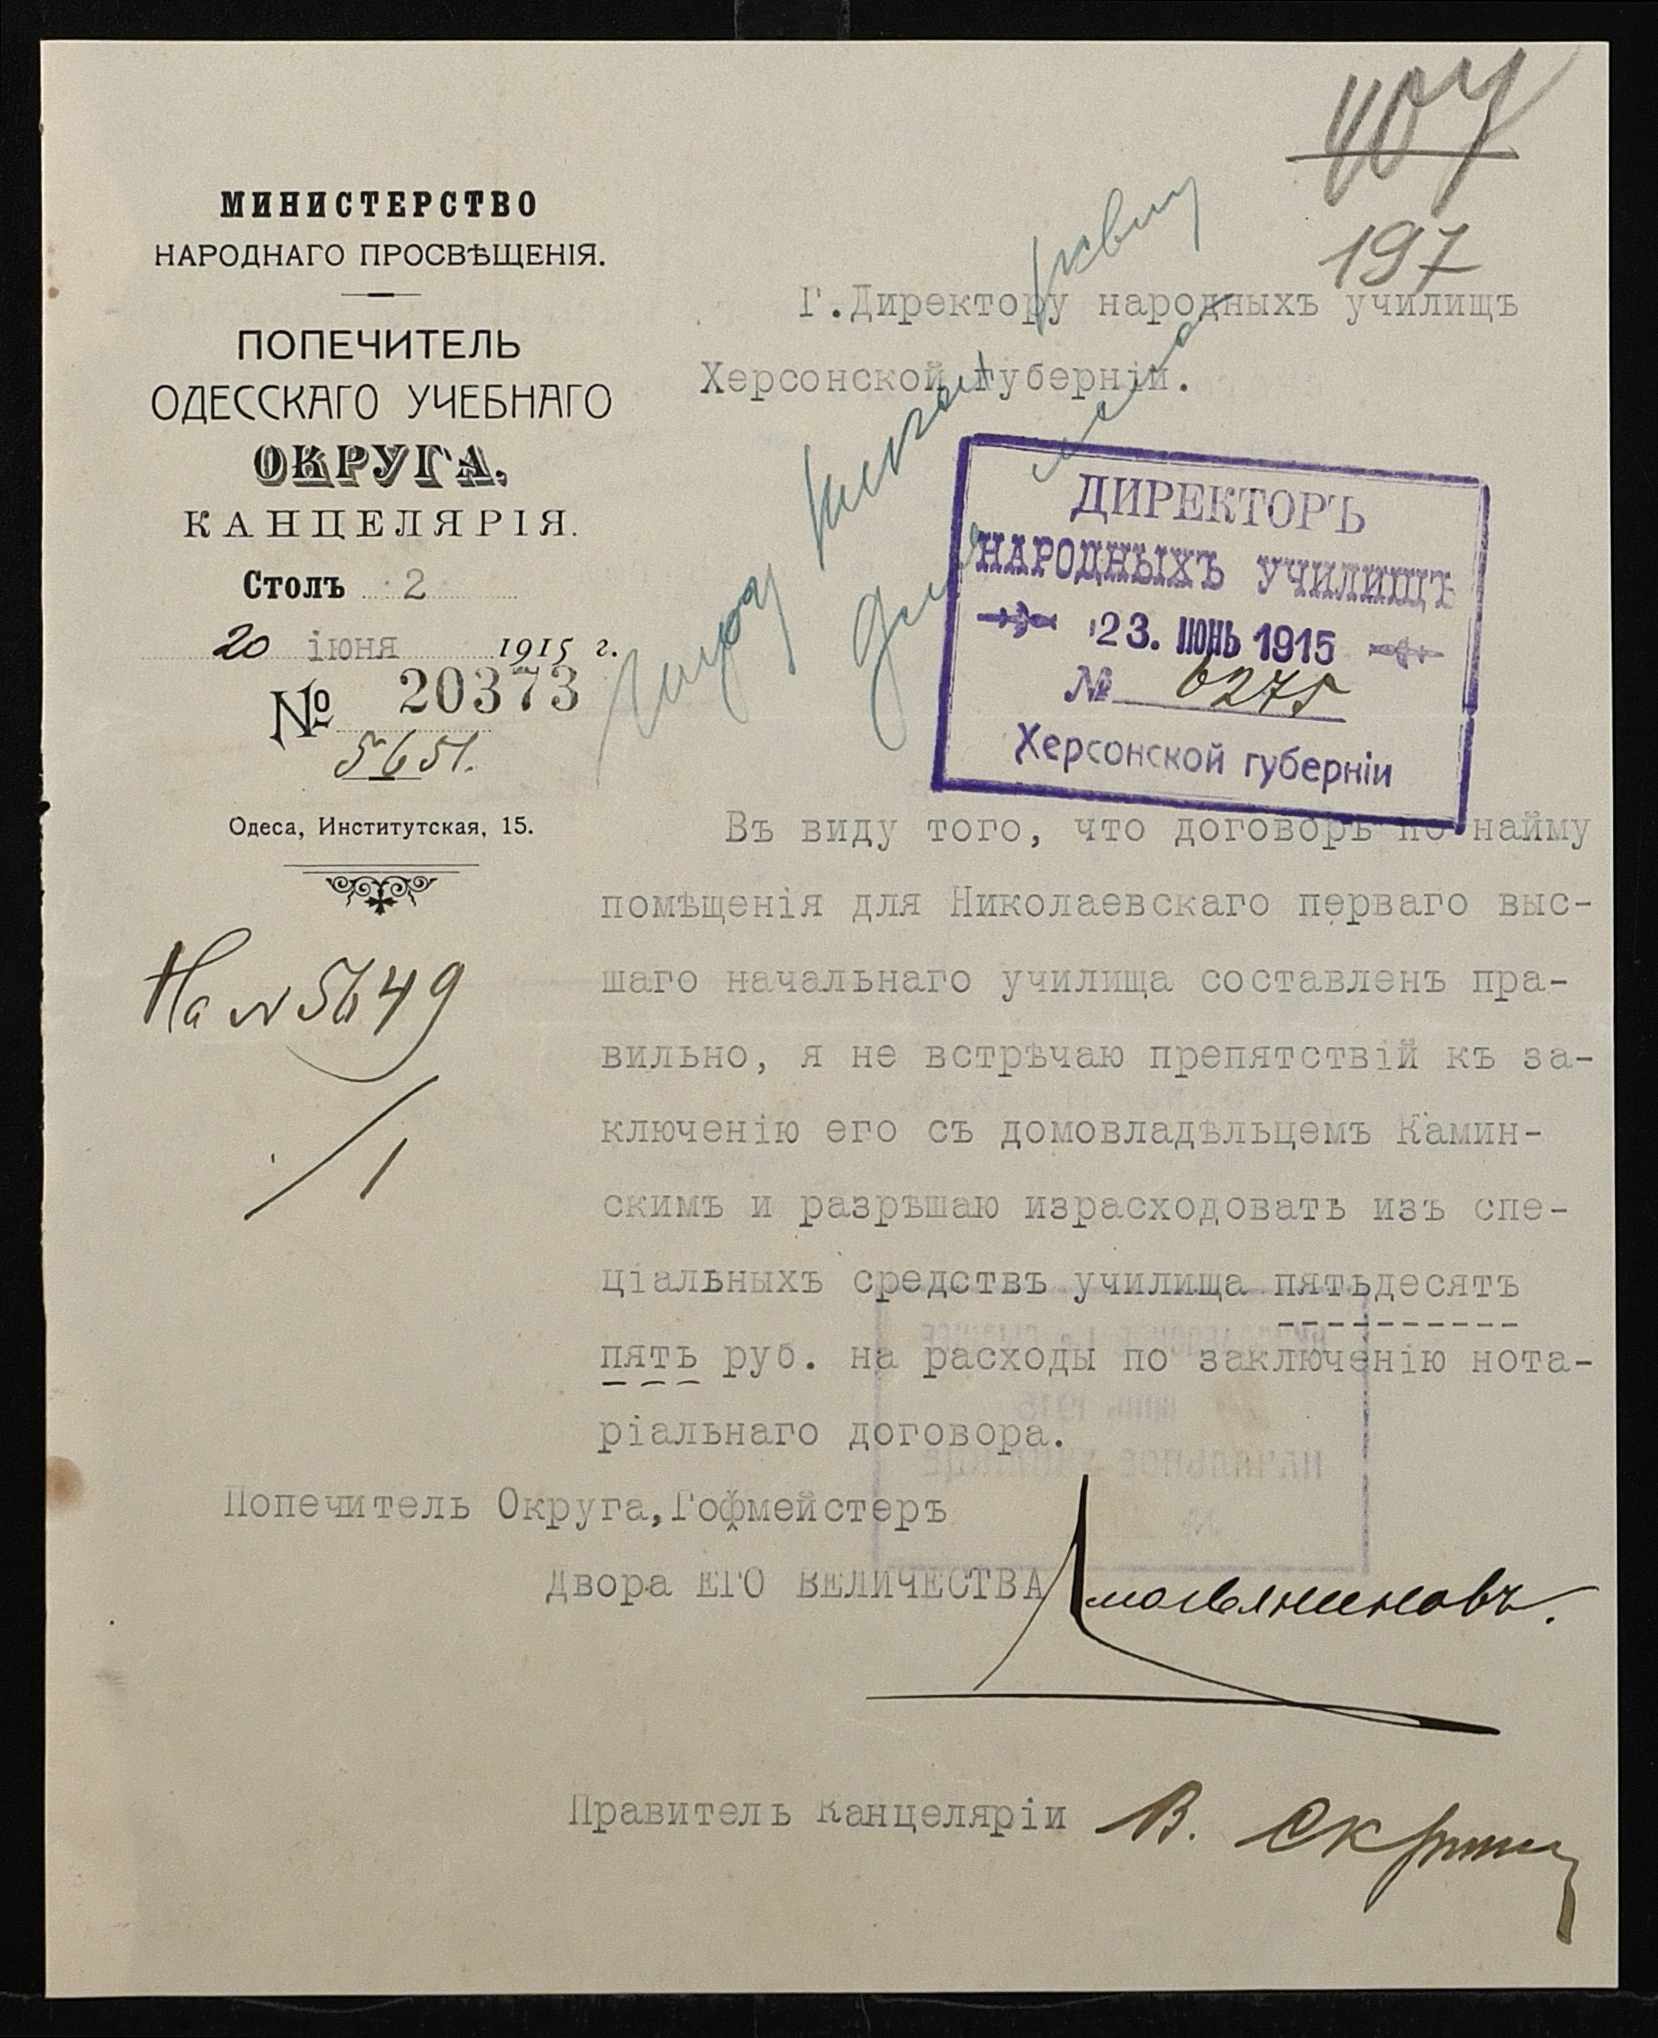 197
МИНИСТЕРСТВО
НАРОДНАГО ПРОСВѢЩЕНІЯ.
ПОПЕЧИТЕЛЬ
ОДЕССКАГО УЧЕБНАГО
ОКРУГА.
КАНЦЕЛЯРІЯ.
Столъ 2
20 іюня 1915 г.
№ 20373
5651.
Одеса, Институтская, 15.
На № 5649
Г.Директору народныхъ училищъ
Херсонской губерніи.
ДИРЕКТОРЪ
НАРОДНЫХЪ УЧИЛИЩЪ
23. ІЮНЬ 1915
№ 6275
Херсонской губерніи
Въ виду того, что договоръ по найму
помѣщенія для Николаевскаго перваго выс-
шаго начальнаго училища составленъ пра-
вильно, я не встрѣчаю препятствій къ за-
ключенію его съ домовладѣльцемъ Камин-
скимъ и разрѣшаю израсходовать изъ спе-
ціальныхъ средствъ училища пятьдесятъ
пять руб. на расходы по заключенію нота-
ріальнаго договора.
Попечитель Округа, Гофмейстеръ
Двора ЕГО ВЕЛИЧЕСТВА
Правитель Канцеляріи В.